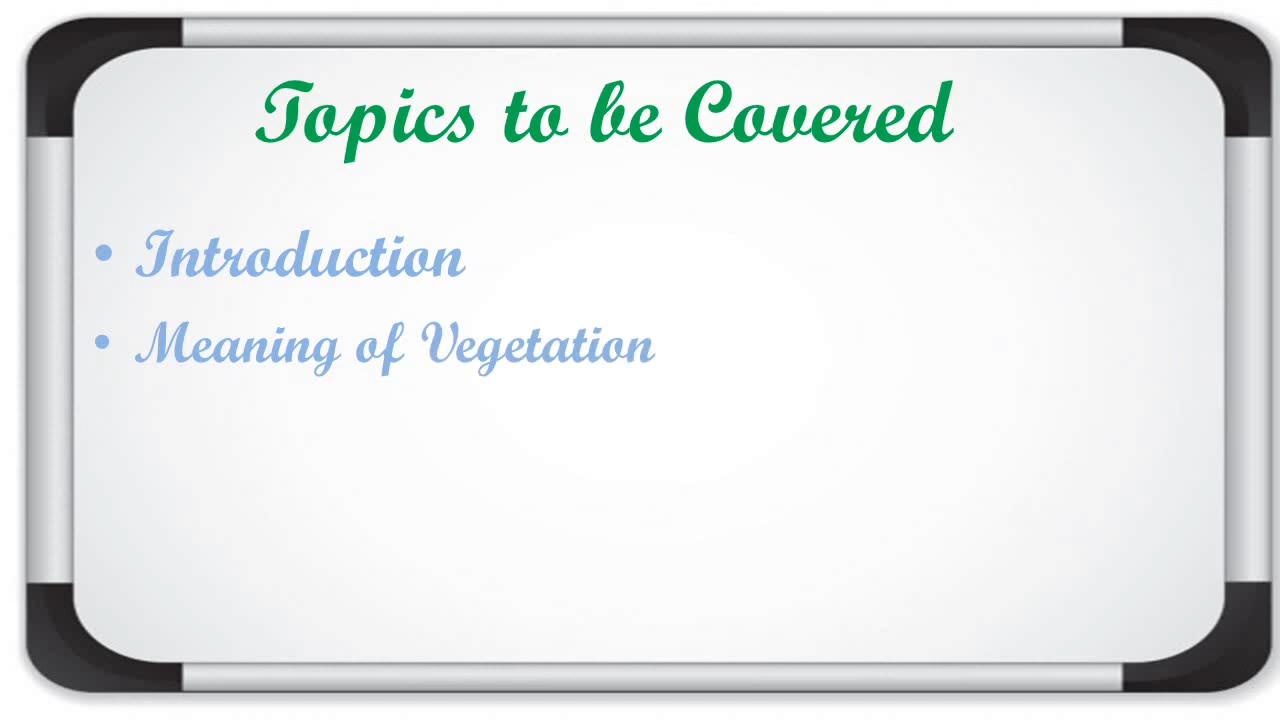 Topics to be Covered
• Introduction
• Meaning of Vegetation